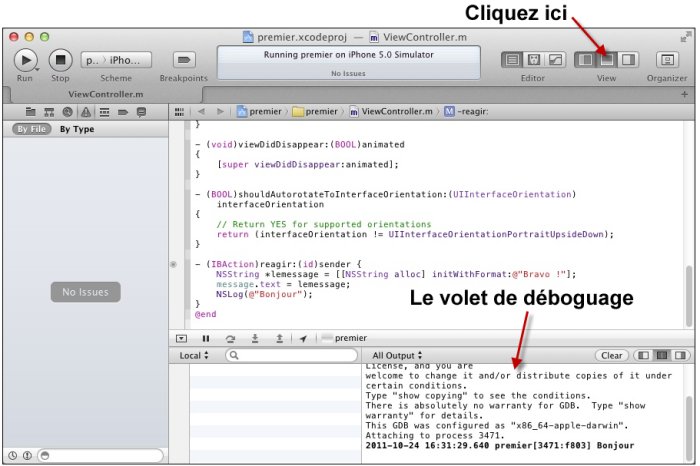 Cliquez ici
premier.xcodeproj — ViewController.m
Running premier on iPhone 5.0 Simulator
No Issues
p.. ⟩ iPho...
Run
Stop
Scheme
Breakpoints
Editor
View
Organizer
ViewController.m
premier ⟩ premier ⟩ ViewController.m ⟩ M -reagir:
By File
By Type
}
- (void)viewDidDisappear:(BOOL)animated
{
[super viewDidDisappear:animated];
}
- (BOOL)shouldAutorotateToInterfaceOrientation:(UIInterfaceOrientation)
interfaceOrientation
{
// Return YES for supported orientations
return (interfaceOrientation != UIInterfaceOrientationPortraitUpsideDown);
}
- (IBAction)reagir:(id)sender {
NSString *lemessage = [[NSString alloc] initWithFormat:@"Bravo !"];
message.text = lemessage;
NSLog(@"Bonjour");
}
@end
No Issues
Le volet de déboguage
premier
Local
All Output
Clear
License, and you are
welcome to change it and/or distribute copies of it under
certain conditions.
Type "show copying" to see the conditions.
There is absolutely no warranty for GDB.  Type "show
warranty" for details.
This GDB was configured as "x86_64-apple-darwin".
Attaching to process 3471.
2011-10-24 16:31:29.640 premier[3471:f803] Bonjour